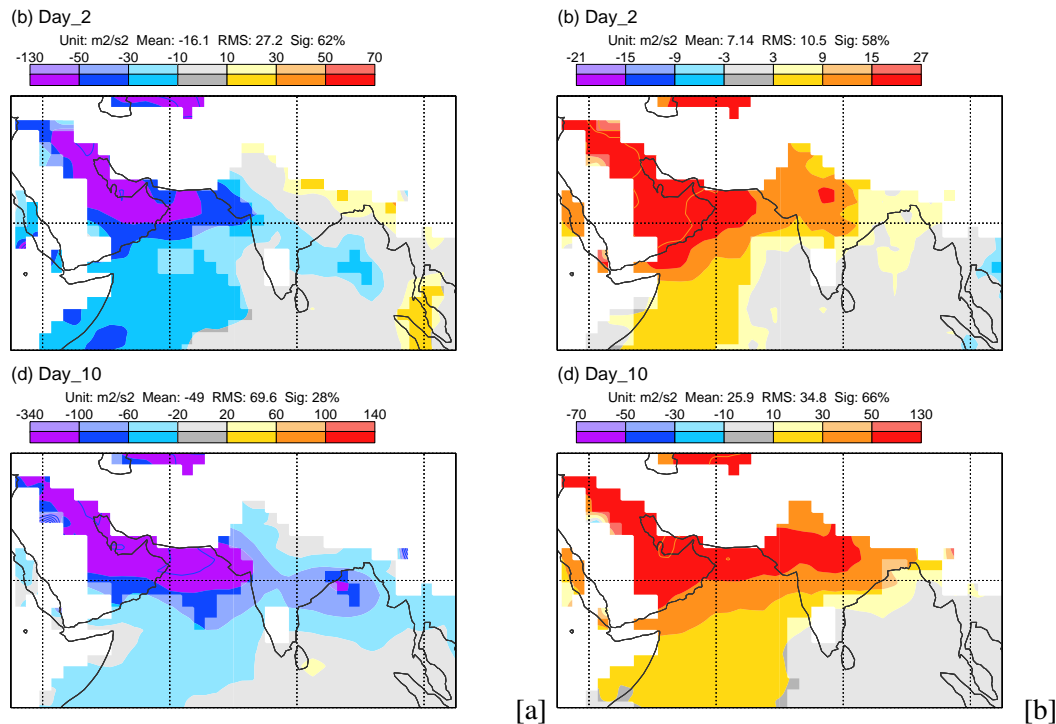 (b) Day_2
Unit: m2/s2 Mean: -16.1 RMS: 27.2 Sig: 62%
-130 -50 -30 -10 10 30 50 70
(b) Day_2
Unit: m2/s2 Mean: 7.14 RMS: 10.5 Sig: 58%
-21 -15 -9 -3 3 9 15 27
(d) Day_10
Unit: m2/s2 Mean: -49 RMS: 69.6 Sig: 28%
-340 -100 -60 -20 20 60 100 140
(d) Day_10
Unit: m2/s2 Mean: 25.9 RMS: 34.8 Sig: 66%
-70 -50 -30 -10 10 30 50 130
[a]
[b]